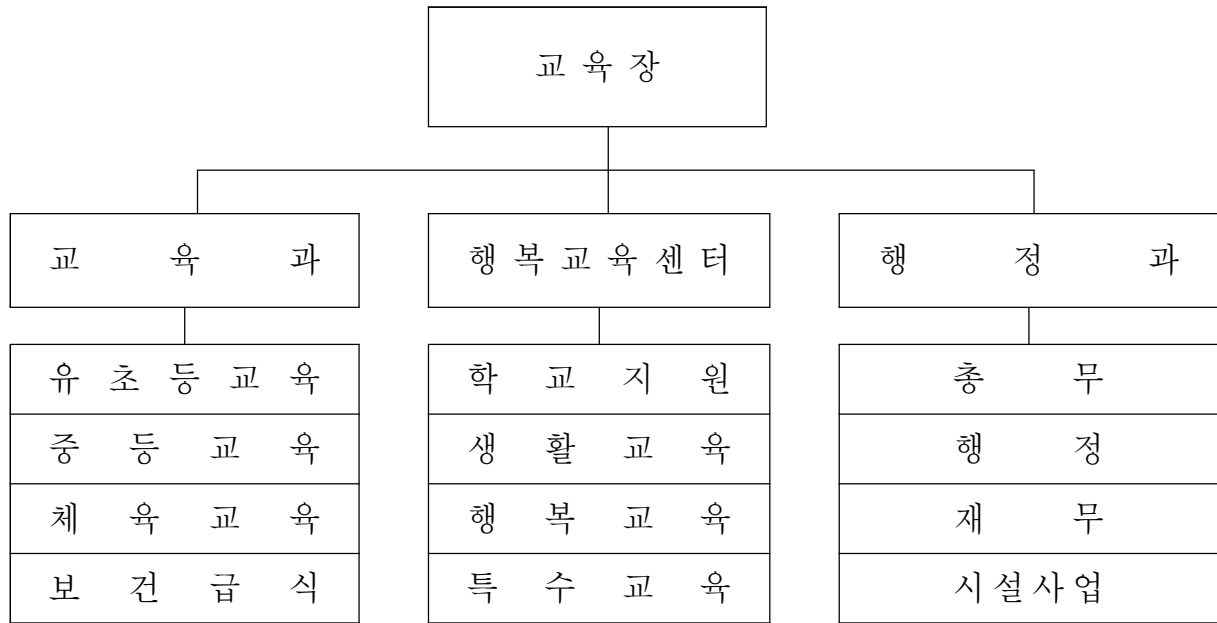 교 육 장
교 육 과
행 복 교 육 센 터
행 정 과
유 초 등 교 육
중 등 교 육
체 육 교 육
보 건 급 식
학 교 지 원
생 활 교 육
행 복 교 육
특 수 교 육
총 무
행 정
재 무
시 설 사 업